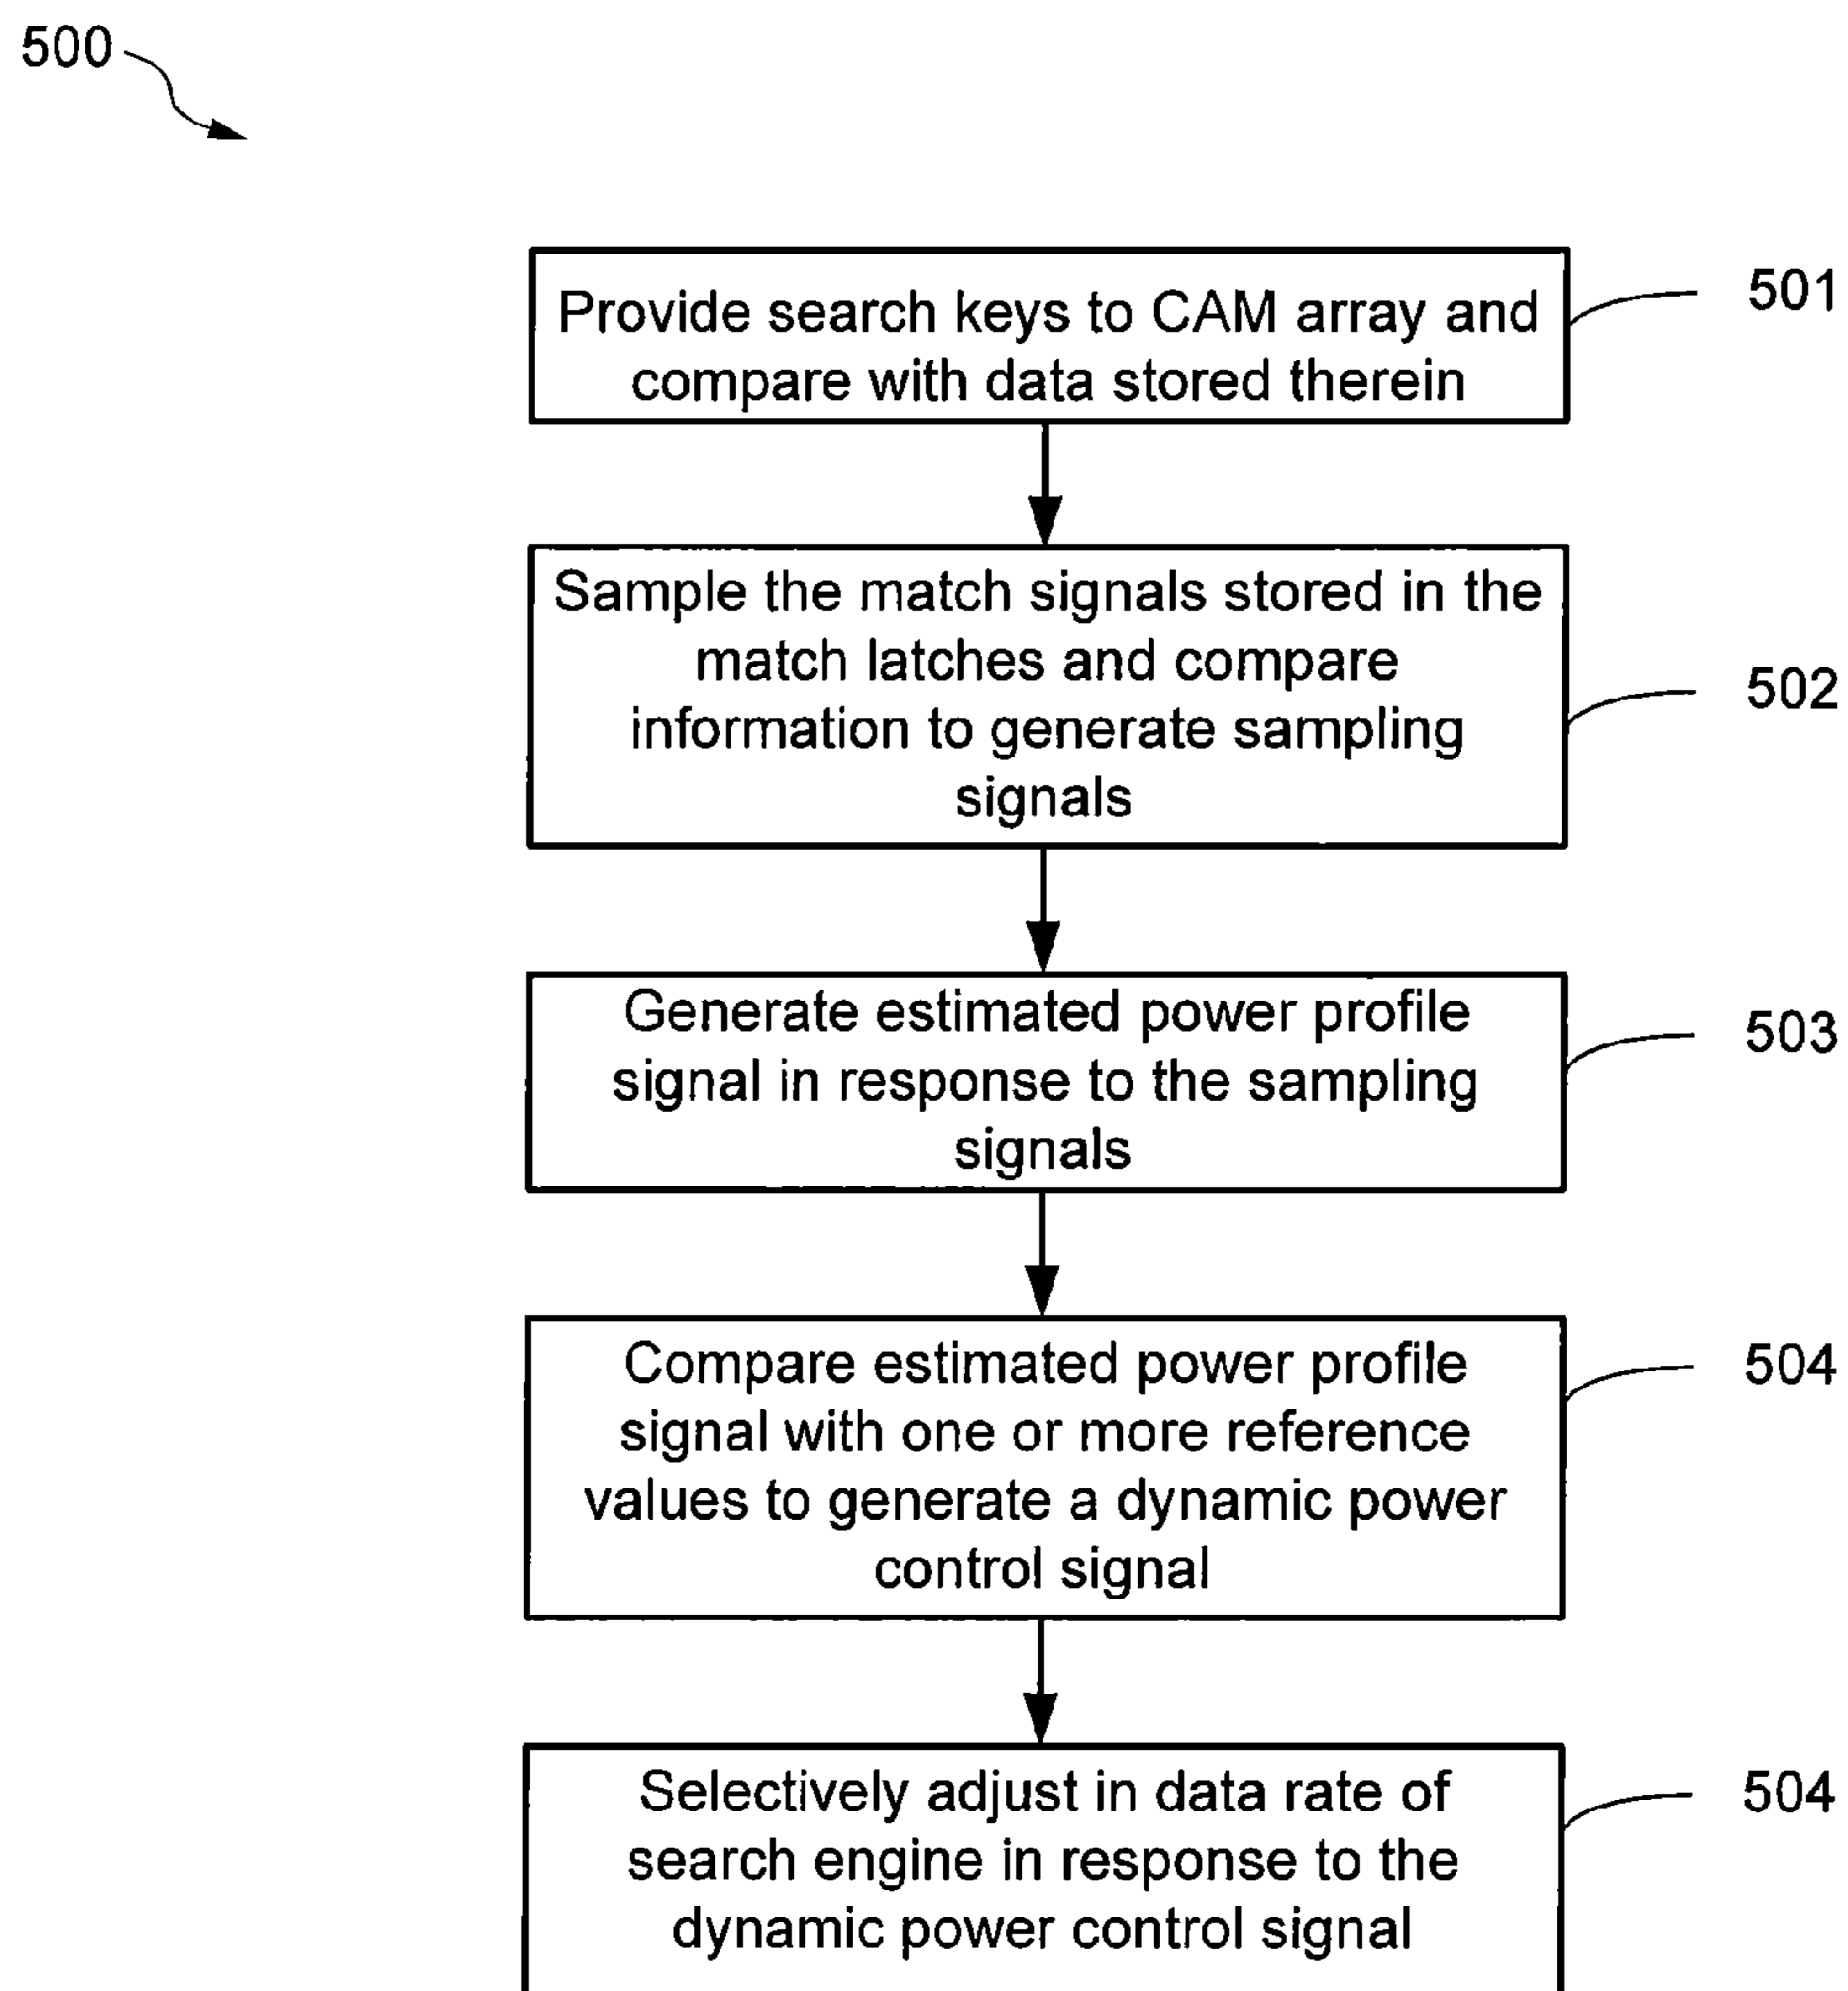 500
Provide search keys to CAM array and
compare with data stored therein
501
Sample the match signals stored in the
match latches and compare
information to generate sampling
signals
502
Generate estimated power profile
signal in response to the sampling
signals
503
Compare estimated power profile
signal with one or more reference
values to generate a dynamic power
control signal
504
Selectively adjust in data rate of
search engine in response to the
dynamic power control signal
504